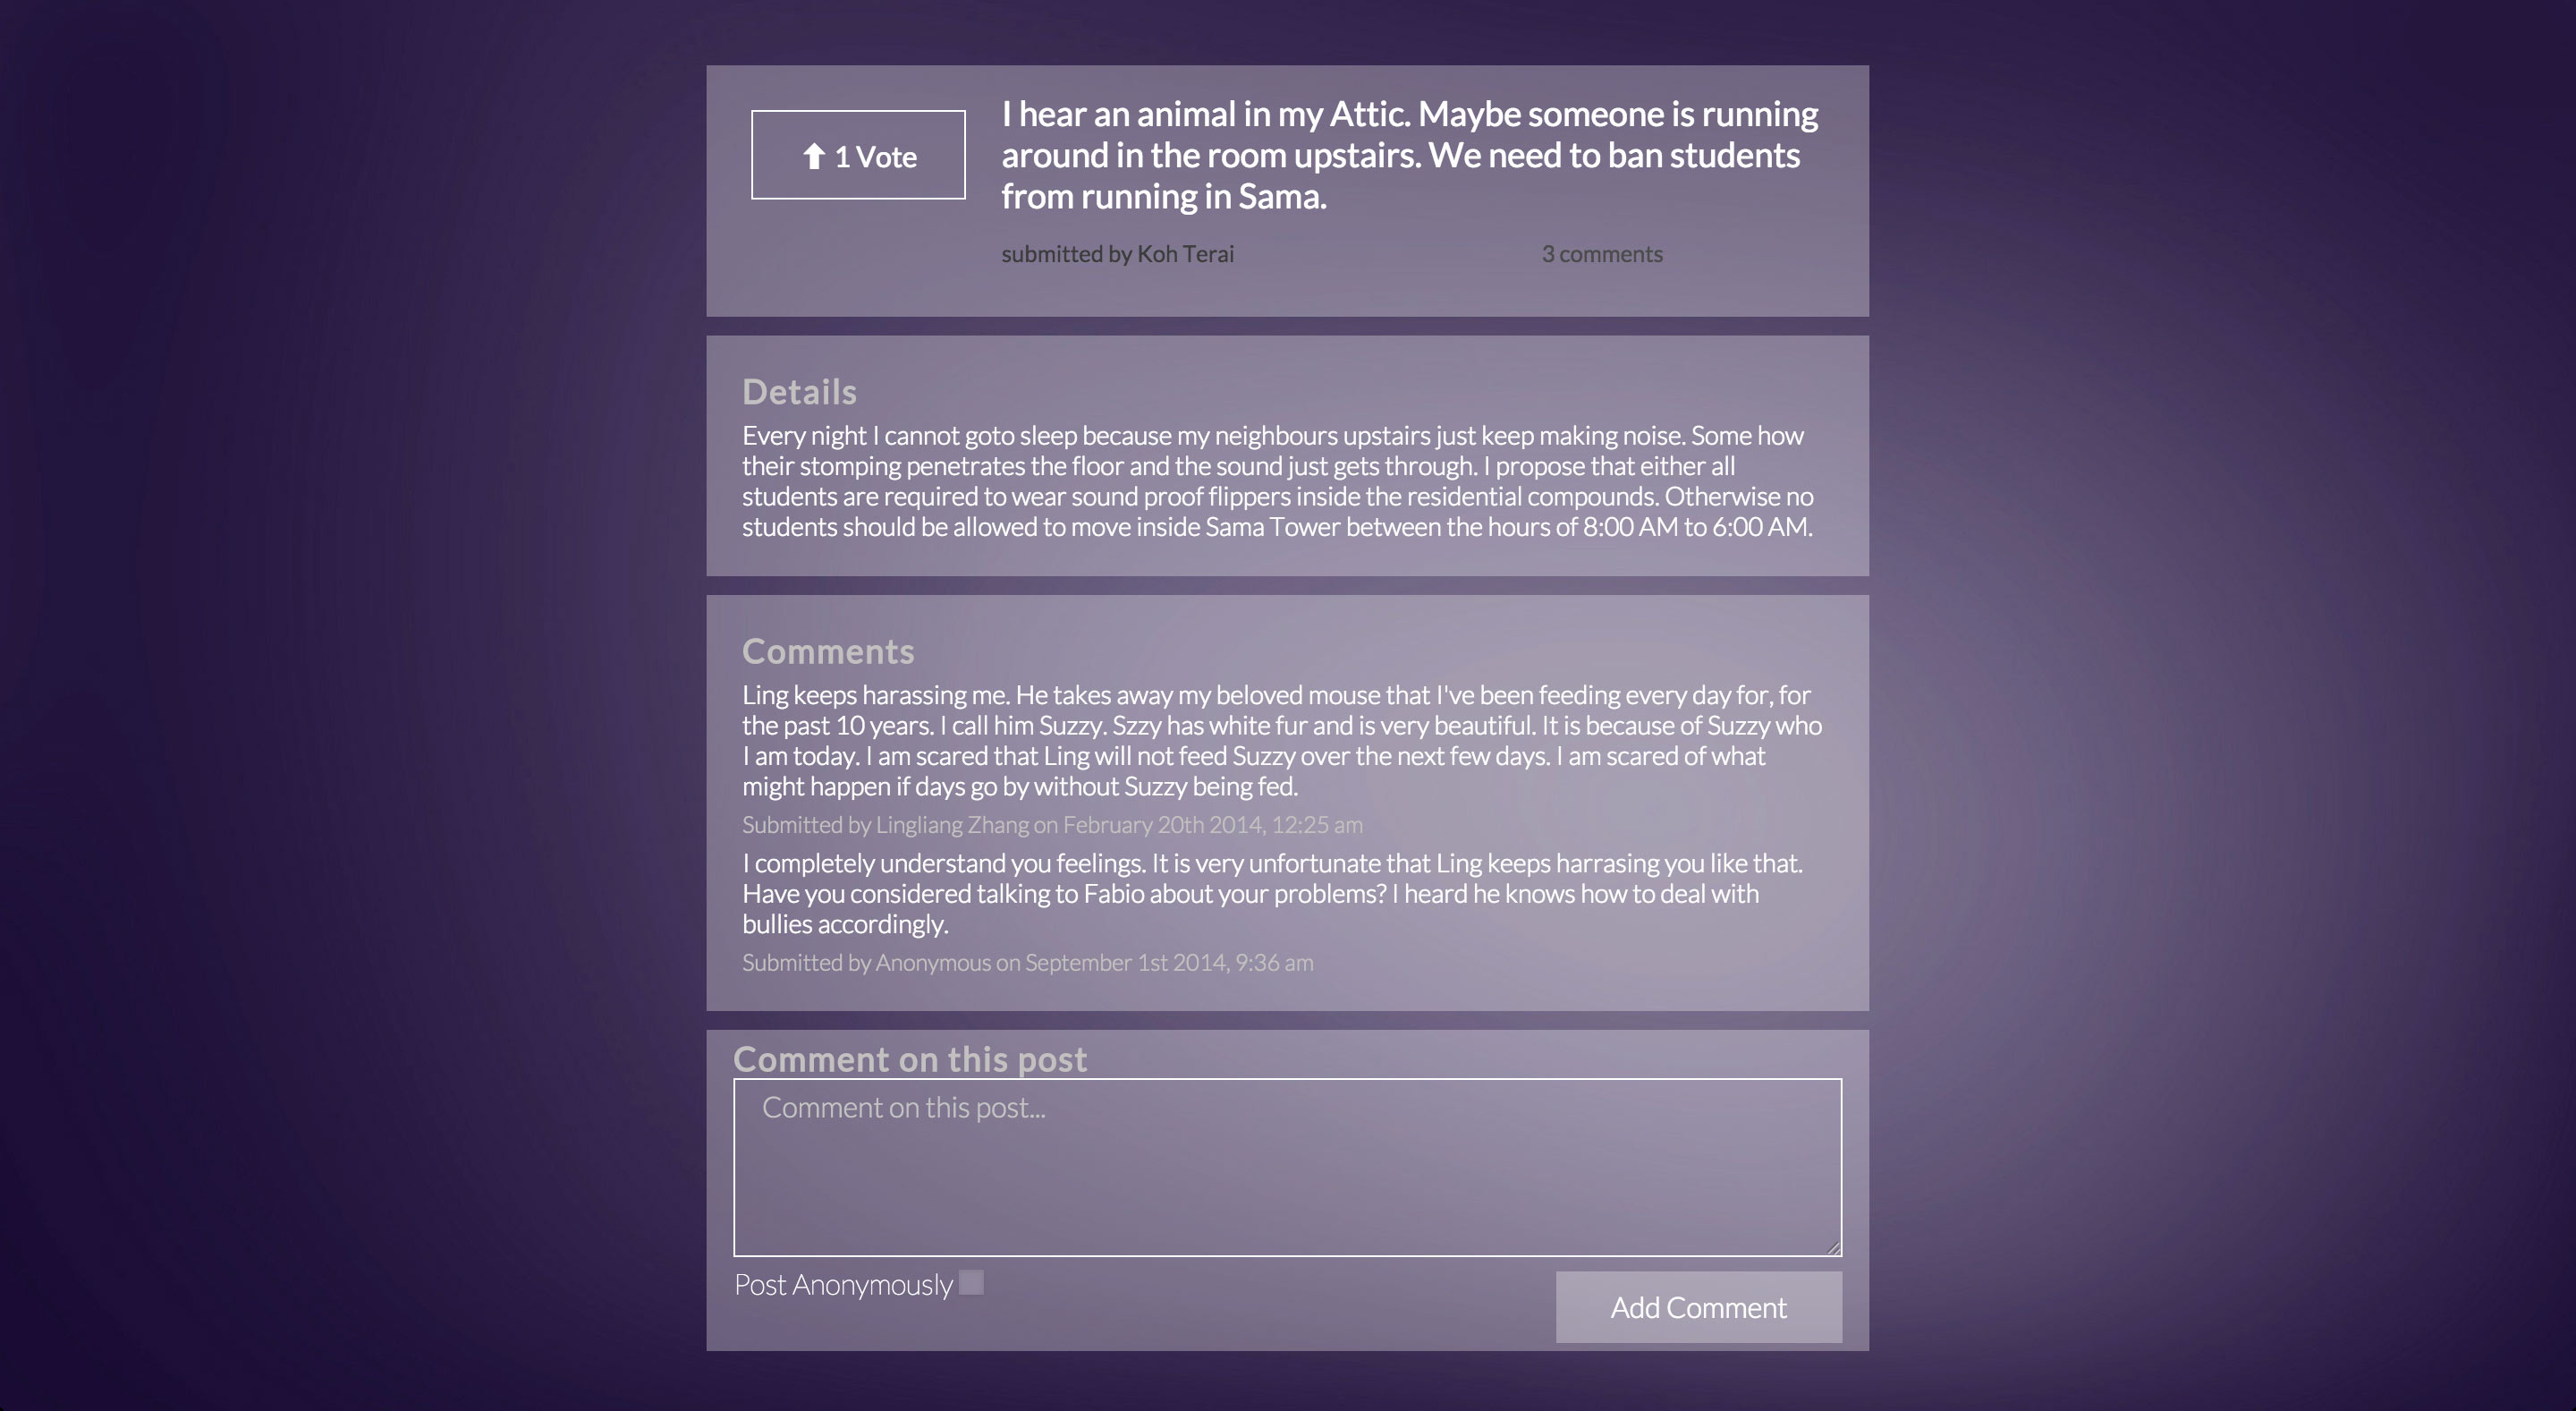 1 Vote
I hear an animal in my Attic. Maybe someone is running
around in the room upstairs. We need to ban students
from running in Sama.
submitted by Koh Terai
3 comments
Details
Every night I cannot goto sleep because my neighbours upstairs just keep making noise. Some how
their stomping penetrates the floor and the sound just gets through. I propose that either all
students are required to wear sound proof flippers inside the residential compounds. Otherwise no
students should be allowed to move inside Sama Tower between the hours of 8:00 AM to 6:00 AM.
Comments
Ling keeps harassing me. He takes away my beloved mouse that I've been feeding every day for, for
the past 10 years. I call him Suzzy. Szzy has white fur and is very beautiful. It is because of Suzzy who
I am today. I am scared that Ling will not feed Suzzy over the next few days. I am scared of what
might happen if days go by without Suzzy being fed.
Submitted by Lingliang Zhang on February 20th 2014, 12:25 am
I completely understand you feelings. It is very unfortunate that Ling keeps harrasing you like that.
Have you considered talking to Fabio about your problems? I heard he knows how to deal with
bullies accordingly.
Submitted by Anonymous on September 1st 2014, 9:36 am
Comment on this post
Comment on this post...
Post Anonymously
Add Comment